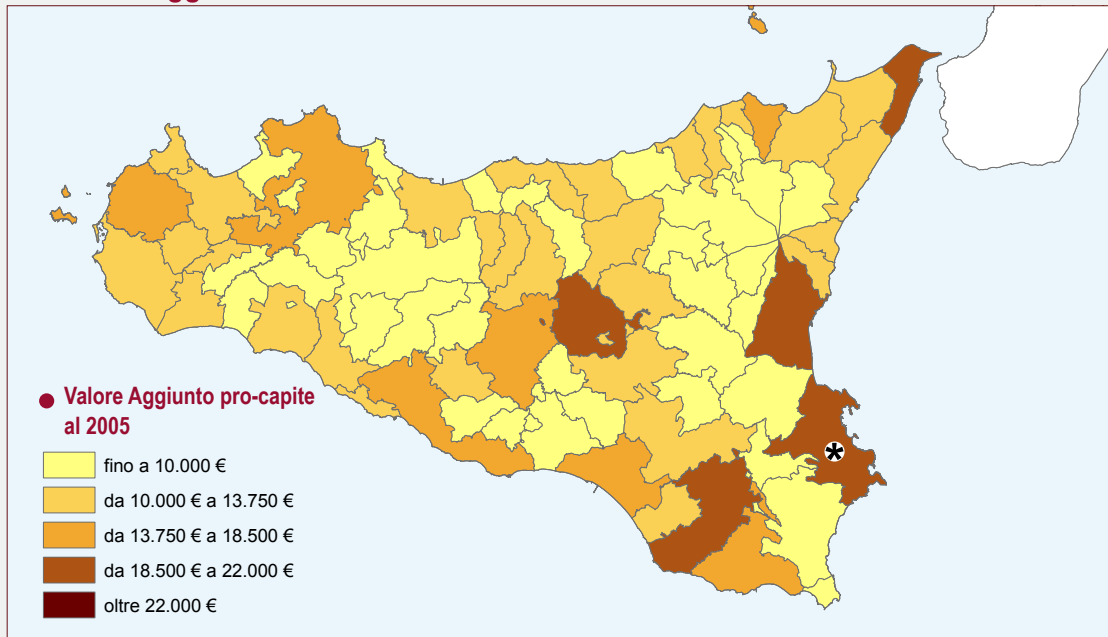 Valore Aggiunto pro-capite
al 2005
fino a 10.000 €
da 10.000 € a 13.750 €
da 13.750 € a 18.500 €
da 18.500 € a 22.000 €
oltre 22.000 €